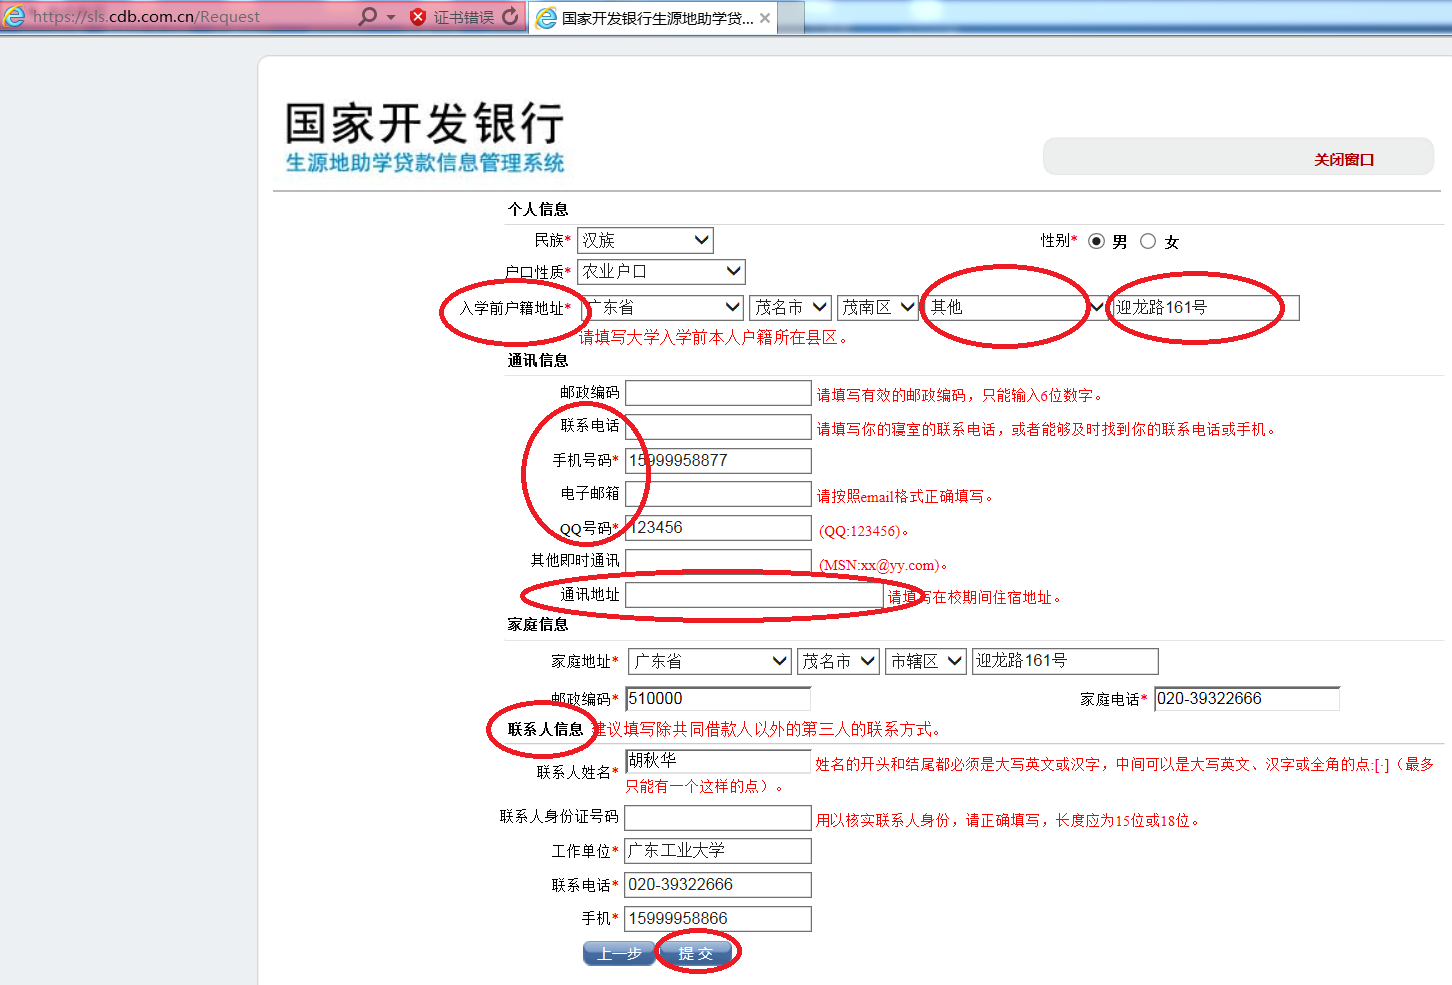 https://sls.cdb.com.cn/Request 证书错误 国家开发银行生源地助学贷...
国家开发银行
生源地助学贷款信息管理系统
关闭窗口
个人信息
民族* 汉族 性别* 男 女
户口性质* 农业户口
入学前户籍地址* 广东省 茂名市 茂南区 其他 迎龙路161号
请填写大学入学前本人户籍所在县区。
通讯信息
邮政编码 请填写有效的邮政编码，只能输入6位数字。
联系电话 请填写你的寝室的联系电话，或者能够及时找到你的联系电话或手机。
手机号码* 15999958877
电子邮箱 请按照email格式正确填写。
QQ号码* 123456 (QQ:123456)。
其他即时通讯 (MSN:xx@yy.com)。
通讯地址 请填写在校期间住宿地址。
家庭信息
家庭地址* 广东省 茂名市 市辖区 迎龙路161号
邮政编码* 510000 家庭电话* 020-39322666
联系人信息 建议填写除共同借款人以外的第三人的联系方式。
联系人姓名* 胡秋华 姓名的开头和结尾都必须是大写英文或汉字，中间可以是大写英文、汉字或全角的点:[·]（最多
只能有一个这样的点）。
联系人身份证号码 用以核实联系人身份，请正确填写，长度应为15位或18位。
工作单位* 广东工业大学
联系电话* 020-39322666
手机* 15999958866
上一步 提交